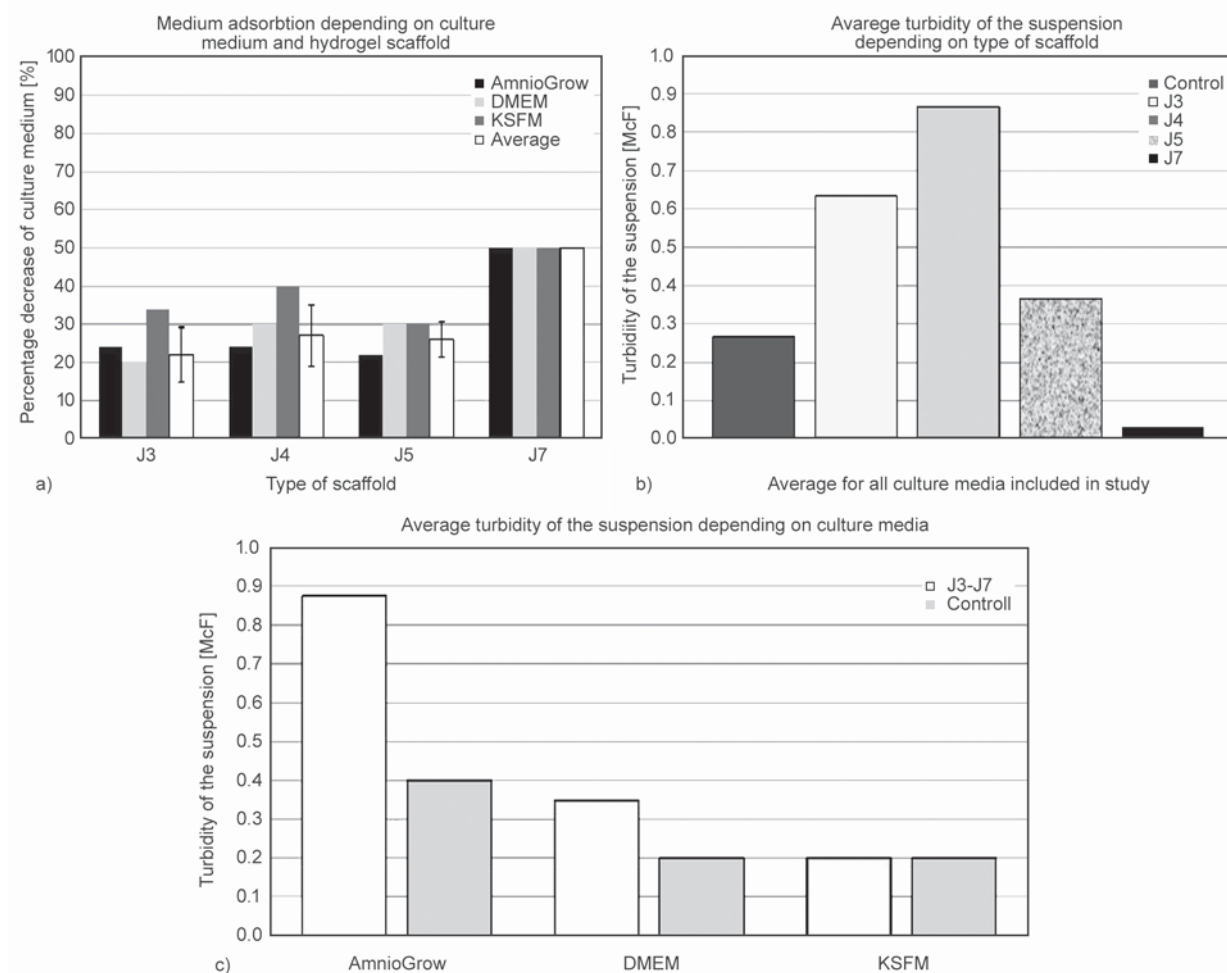 Medium adsorbtion depending on culture
medium and hydrogel scaffold
Percentage decrease of culture medium [%]
100
90
80
70
60
50
40
30
20
10
0
AmnioGrow
DMEM
KSFM
Average
J3 J4 J5 J7
a) Type of scaffold
Avarege turbidity of the suspension
depending on type of scaffold
Turbidiity of the suspension [McF]
1.0
0.9
0.8
0.7
0.6
0.5
0.4
0.3
0.2
0.1
0.0
Control
J3
J4
J5
J7
b) Average for all culture media included in study
Average turbidity of the suspension depending on culture media
Turbidity of the suspension [McF]
1.0
0.9
0.8
0.7
0.6
0.5
0.4
0.3
0.2
0.1
0.0
J3-J7
Controll
c) AmnioGrow DMEM KSFM